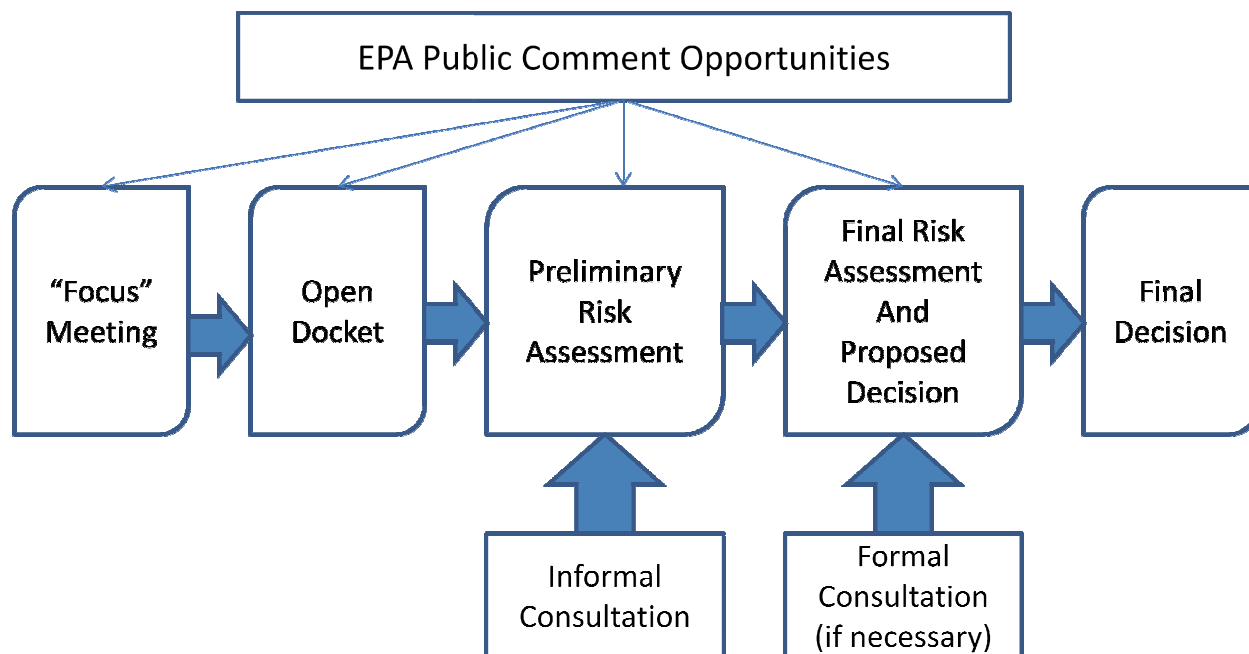 EPA Public Comment Opportunities
“Focus”
Meeting
Open
Docket
Preliminary
Risk
Assessment
Final Risk
Assessment
And
Proposed
Decision
Final
Decision
Informal
Consultation
Formal
Consultation
(if necessary)